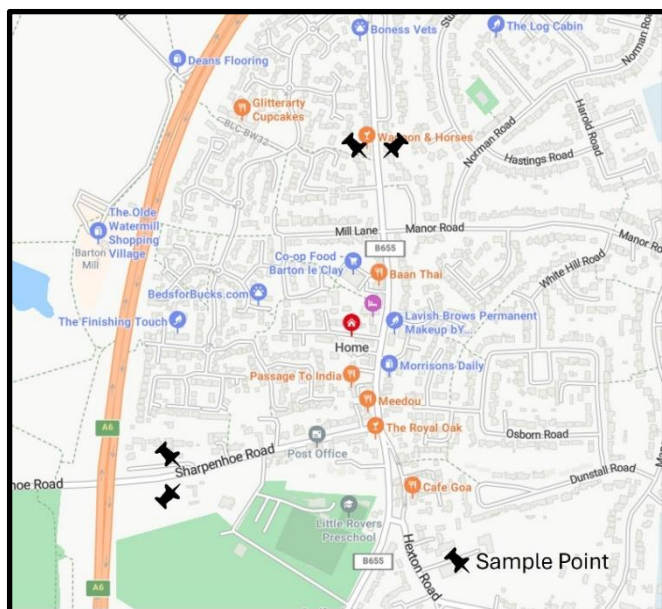 Boness Vets
The Log Cabin
Norman Road
Deans Flooring
Glitterarty
Cupcakes
BLC-BW32
Harold Road
Norman Road
Hastings Road
The Olde
Watermill
Shopping
Village
Barton
Mill
Mill Lane
Manor Road
Manor Ro
B655
Co-op Food -
Barton le Clay
Baan Thai
White Hill Road
BedsforBucks.com
The Finishing Touch
Lavish Brows Permanent
Makeup bY...
Home
Passage To India
Morrisons Daily
Meedou
A6
The Royal Oak
Osborn Road
Sharpenhoe Road
Post Office
hoe Road
Dunstall Road
Cafe Goa
Little Rovers
Preschool
Hexton Road
B655
Sample Point
A6